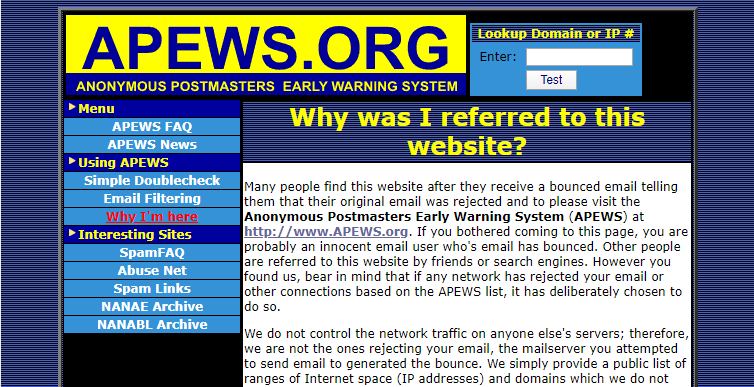 APEWS.ORG
ANONYMOUS POSTMASTERS EARLY WARNING SYSTEM
Lookup Domain or IP #
Enter:
Test
Menu
APEWS FAQ
APEWS News
Using APEWS
Simple Doublecheck
Email Filtering
Why I'm here
Interesting Sites
SpamFAQ
Abuse Net
Spam Links
NANAE Archive
NANABL Archive
Why was I referred to this
website?
Many people find this website after they receive a bounced email telling
them that their original email was rejected and to please visit the
Anonymous Postmasters Early Warning System (APEWS) at
http://www.APEWS.org. If you bothered coming to this page, you are
probably an innocent email user who's email has bounced. Other people
are referred to this website by friends or search engines. However you
found us, bear in mind that if any network has rejected your email or
other connections based on the APEWS list, it has deliberately chosen to
do so.
We do not control the network traffic on anyone else's servers; therefore,
we are not the ones rejecting your email, the mailserver you attempted
to send email to generated the bounce. We simply provide a public list of
ranges of Internet space (IP addresses) and domains which we do not